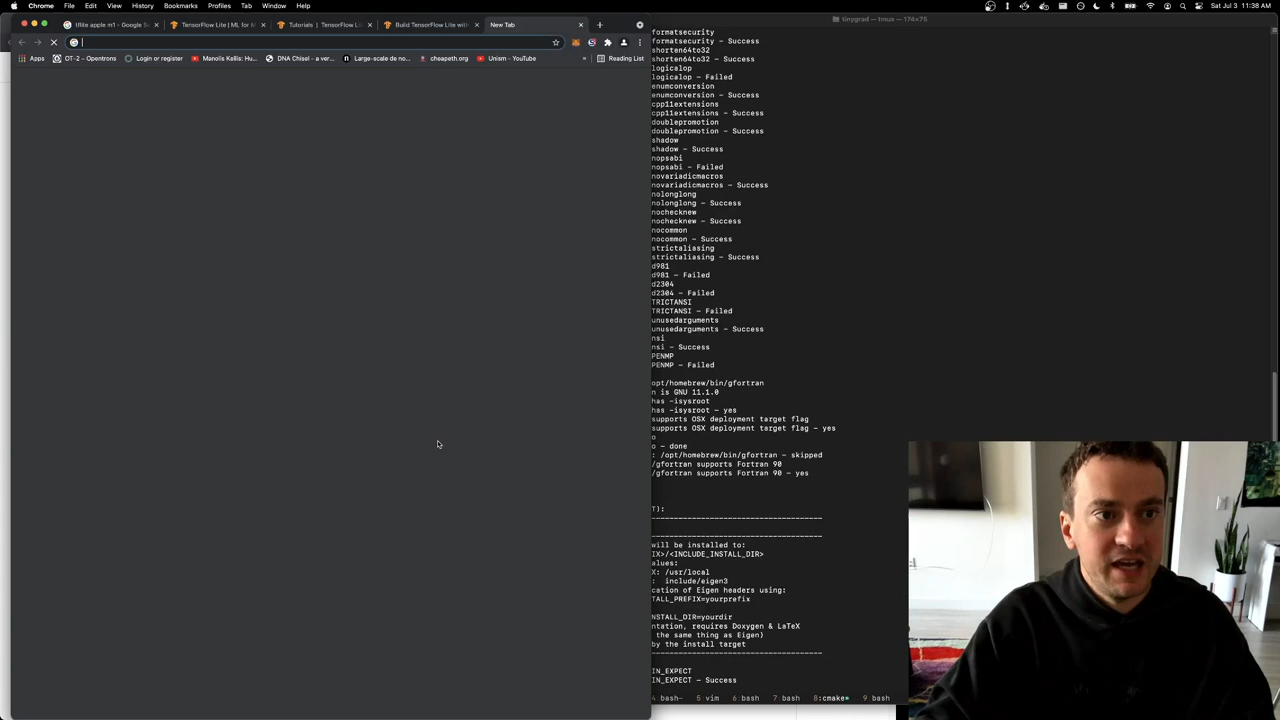 Chrome File Edit View History Bookmarks Profiles Tab Window Help
Sat Jul 3 11:38 AM
tflite apple m1 - Google S
TensorFlow Lite | ML for M
Tutorials | TensorFlow Li
Build TensorFlow Lite with
New Tab
tinygrad — tmux — 174×75
Apps
OT-2 – Opentrons
Login or register
Manolis Kellis: Hu...
DNA Chisel - a ver...
Large-scale de no...
cheapeth.org
Unism - YouTube
»
Reading List
formatsecurity
formatsecurity - Success
shorten64to32
shorten64to32 - Success
logicalop
logicalop - Failed
enumconversion
enumconversion - Success
cpp11extensions
cpp11extensions - Success
doublepromotion
doublepromotion - Success
shadow
shadow - Success
nopsabi
nopsabi - Failed
novariadicmacros
novariadicmacros - Success
nolonglong
nolonglong - Success
nochecknew
nochecknew - Success
nocommon
nocommon - Success
strictaliasing
strictaliasing - Success
d981
d981 - Failed
d2304
d2304 - Failed
TRICTANSI
TRICTANSI - Failed
unusedarguments
unusedarguments - Success
nsi
nsi - Success
PENMP
PENMP - Failed
opt/homebrew/bin/gfortran
n is GNU 11.1.0
has -isysroot
has -isysroot - yes
supports OSX deployment target flag
supports OSX deployment target flag - yes
o
o - done
: /opt/homebrew/bin/gfortran - skipped
/gfortran supports Fortran 90
/gfortran supports Fortran 90 - yes
T):
--------------------------------------
--------------------------------------
will be installed to:
IX>/<INCLUDE_INSTALL_DIR>
alues:
X: /usr/local
: include/eigen3
cation of Eigen headers using:
TALL_PREFIX=yourprefix
NSTALL_DIR=yourdir
ntation, requires Doxygen & LaTeX
( the same thing as Eigen)
by the install target
--------------------------------------
IN_EXPECT
IN_EXPECT - Success
4 bash- 5 vim 6:bash 7 bash 8:cmake* 9 bash